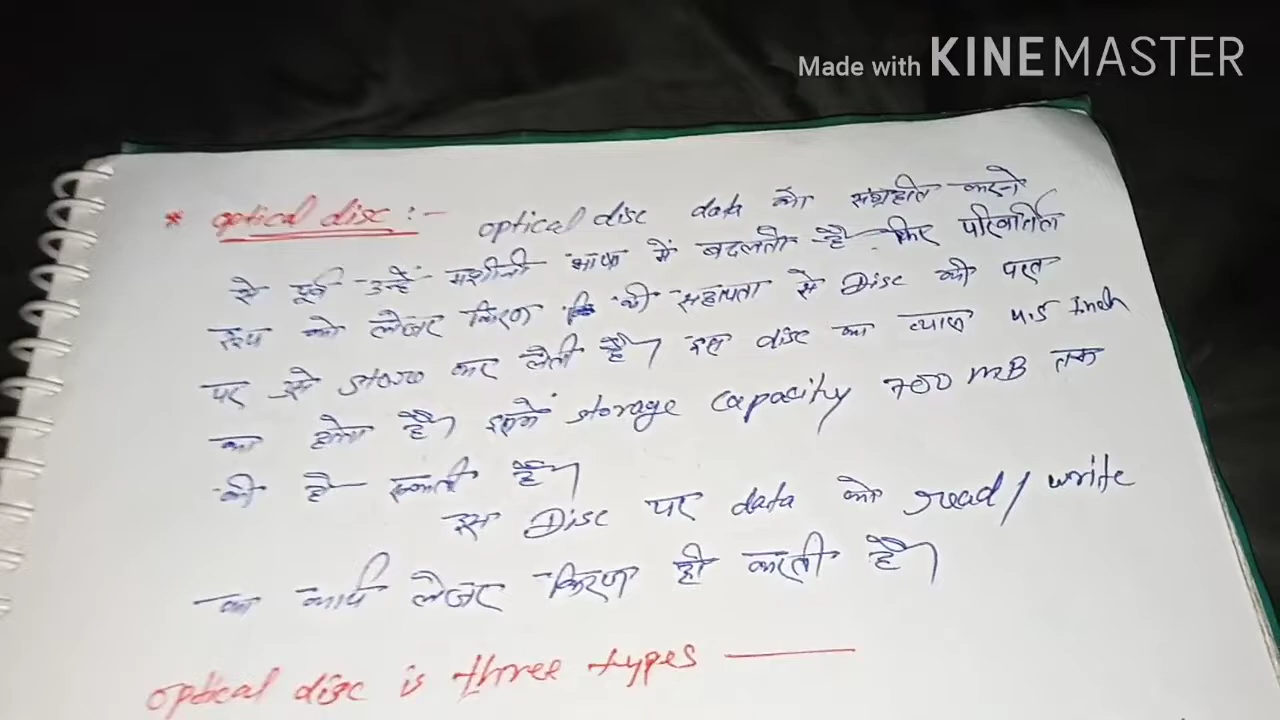 Made with KINEMASTER
* optical disc :- optical disc data को संग्रहीत करने
से पूर्व उन्हें मशीनी भाषा में बदलती है फिर परिवर्तित
रूप को लेजर किरण की सहायता से Disc की परत
पर इसे store कर लेती है। इस disc का व्यास 4.5 Inch
का होता है। इसमें storage capacity 700 MB तक
की हो सकती है।
इस Disc पर data को read / write
का कार्य लेजर किरण ही करती है।
optical disc is three types —